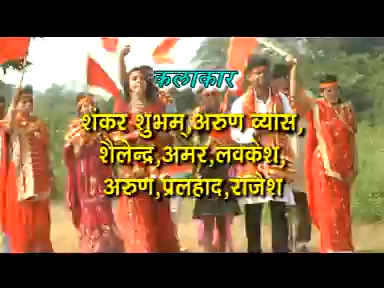 कलाकार
शंकर शुभम्,अरुण व्यास,
शैलेन्द्र,अमर,लवकेश,
अरुण,प्रलहाद,राजेश